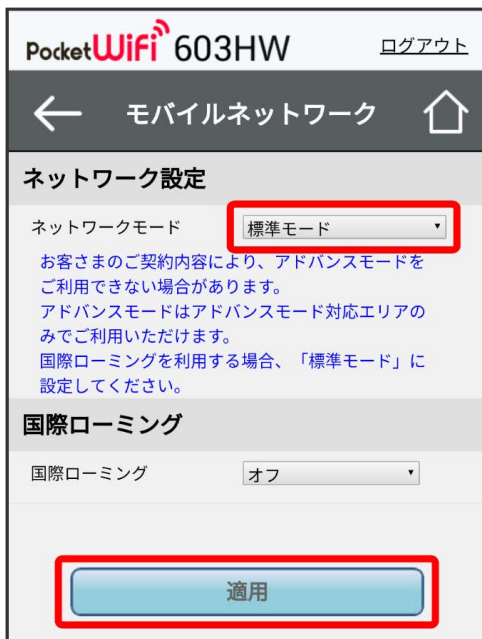 Pocket WiFi 603HW ログアウト
モバイルネットワーク
ネットワーク設定
ネットワークモード 標準モード
お客さまのご契約内容により、アドバンスモードを
ご利用できない場合があります。
アドバンスモードはアドバンスモード対応エリアの
みでご利用いただけます。
国際ローミングを利用する場合、「標準モード」に
設定してください。
国際ローミング
国際ローミング オフ
適用